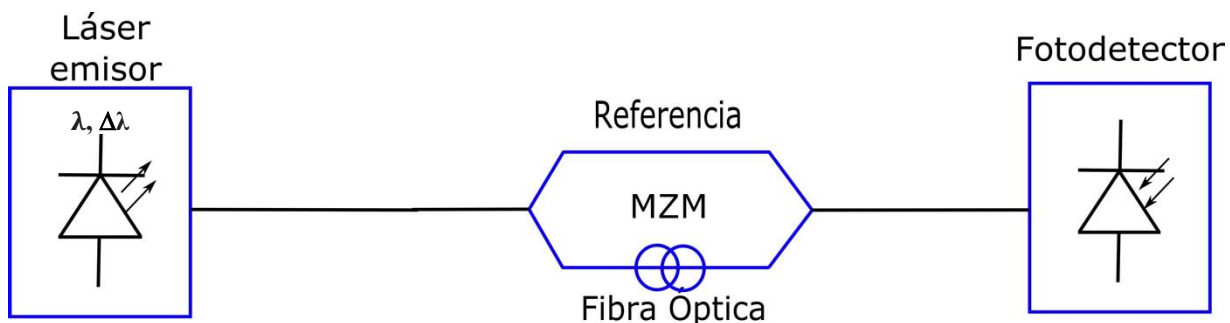 Láser
emisor
λ, Δλ
Referencia
MZM
Fibra Óptica
Fotodetector